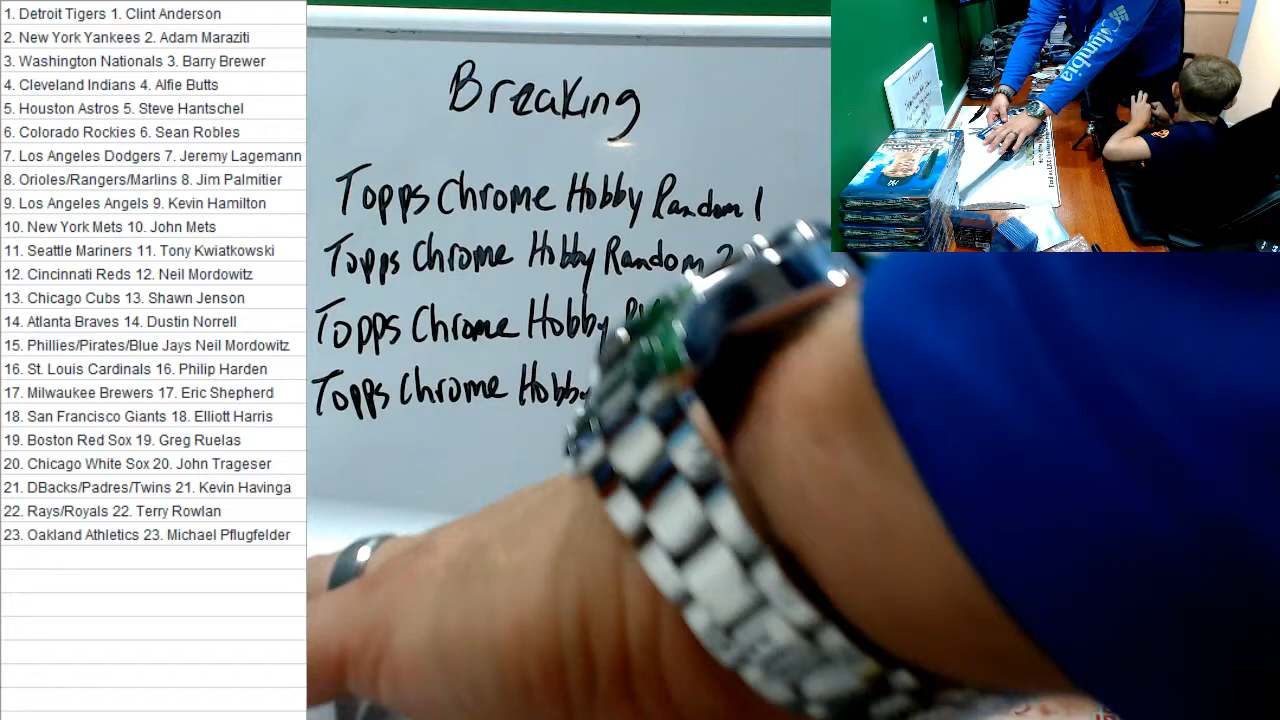 1. Detroit Tigers 1. Clint Anderson
2. New York Yankees 2. Adam Maraziti
3. Washington Nationals 3. Barry Brewer
4. Cleveland Indians 4. Alfie Butts
5. Houston Astros 5. Steve Hantschel
6. Colorado Rockies 6. Sean Robles
7. Los Angeles Dodgers 7. Jeremy Lagemann
8. Orioles/Rangers/Marlins 8. Jim Palmitier
9. Los Angeles Angels 9. Kevin Hamilton
10. New York Mets 10. John Mets
11. Seattle Mariners 11. Tony Kwiatkowski
12. Cincinnati Reds 12. Neil Mordowitz
13. Chicago Cubs 13. Shawn Jenson
14. Atlanta Braves 14. Dustin Norrell
15. Phillies/Pirates/Blue Jays Neil Mordowitz
16. St. Louis Cardinals 16. Philip Harden
17. Milwaukee Brewers 17. Eric Shepherd
18. San Francisco Giants 18. Elliott Harris
19. Boston Red Sox 19. Greg Ruelas
20. Chicago White Sox 20. John Trageser
21. DBacks/Padres/Twins 21. Kevin Havinga
22. Rays/Royals 22. Terry Rowlan
23. Oakland Athletics 23. Michael Pflugfelder
Breaking
Topps Chrome Hobby Random 1
Topps Chrome Hobby Random 2
Topps Chrome Hobby
Topps Chrome Hobby
Columbia